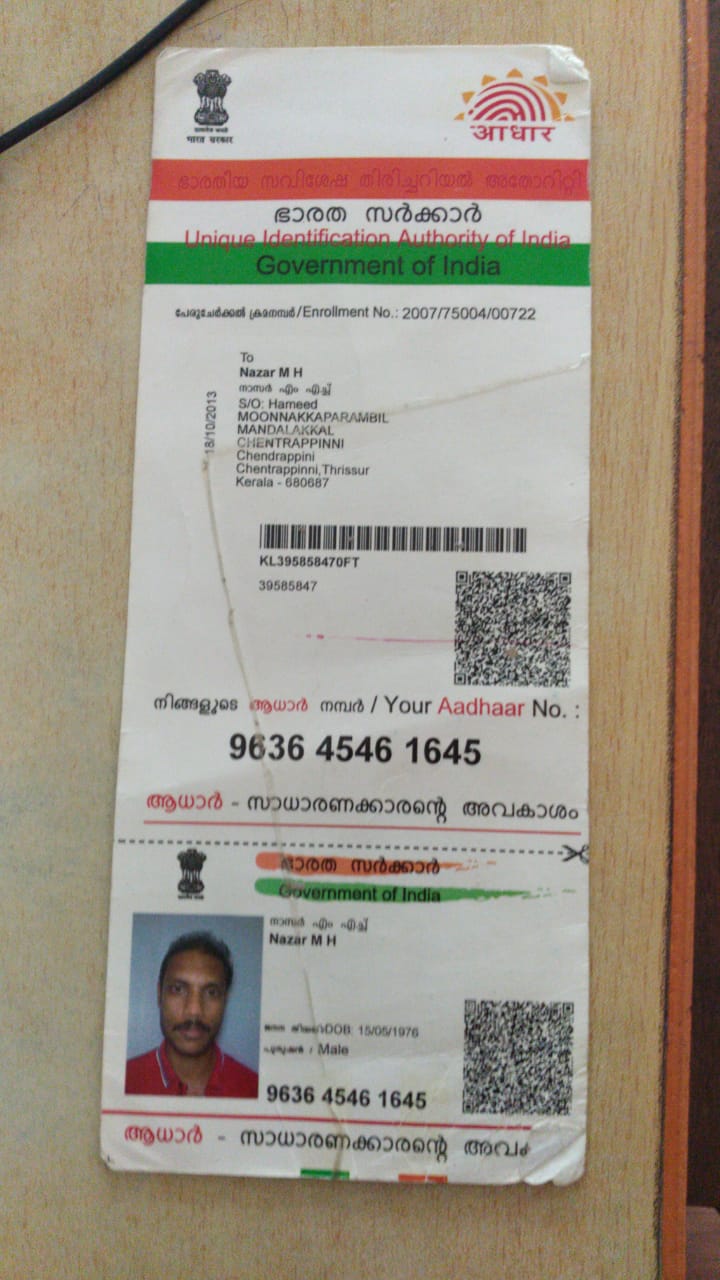 भारत सरकार
आधार
ഭാരതീയ സവിശേഷ തിരിച്ചറിയൽ അതോറിറ്റി
ഭാരത സർക്കാർ
Unique Identification Authority of India
Government of India
പേരുചേർക്കൽ ക്രമനമ്പർ/Enrollment No.: 2007/75004/00722
18/10/2013
To
Nazar M H
നാസർ എം എച്ച്
S/O: Hameed
MOONNAKKAPARAMBIL
MANDALAKKAL
CHENTRAPPINNI
Chendrappini
Chentrappinni,Thrissur
Kerala - 680687
KL395858470FT
39585847
നിങ്ങളുടെ ആധാർ നമ്പർ / Your Aadhaar No. :
9636 4546 1645
ആധാർ - സാധാരണക്കാരന്റെ അവകാശം
ഭാരത സർക്കാർ
Government of India
നാസർ എം എച്ച്
Nazar M H
DOB: 15/05/1976
പുരുഷൻ / Male
9636 4546 1645
ആധാർ - സാധാരണക്കാരന്റെ